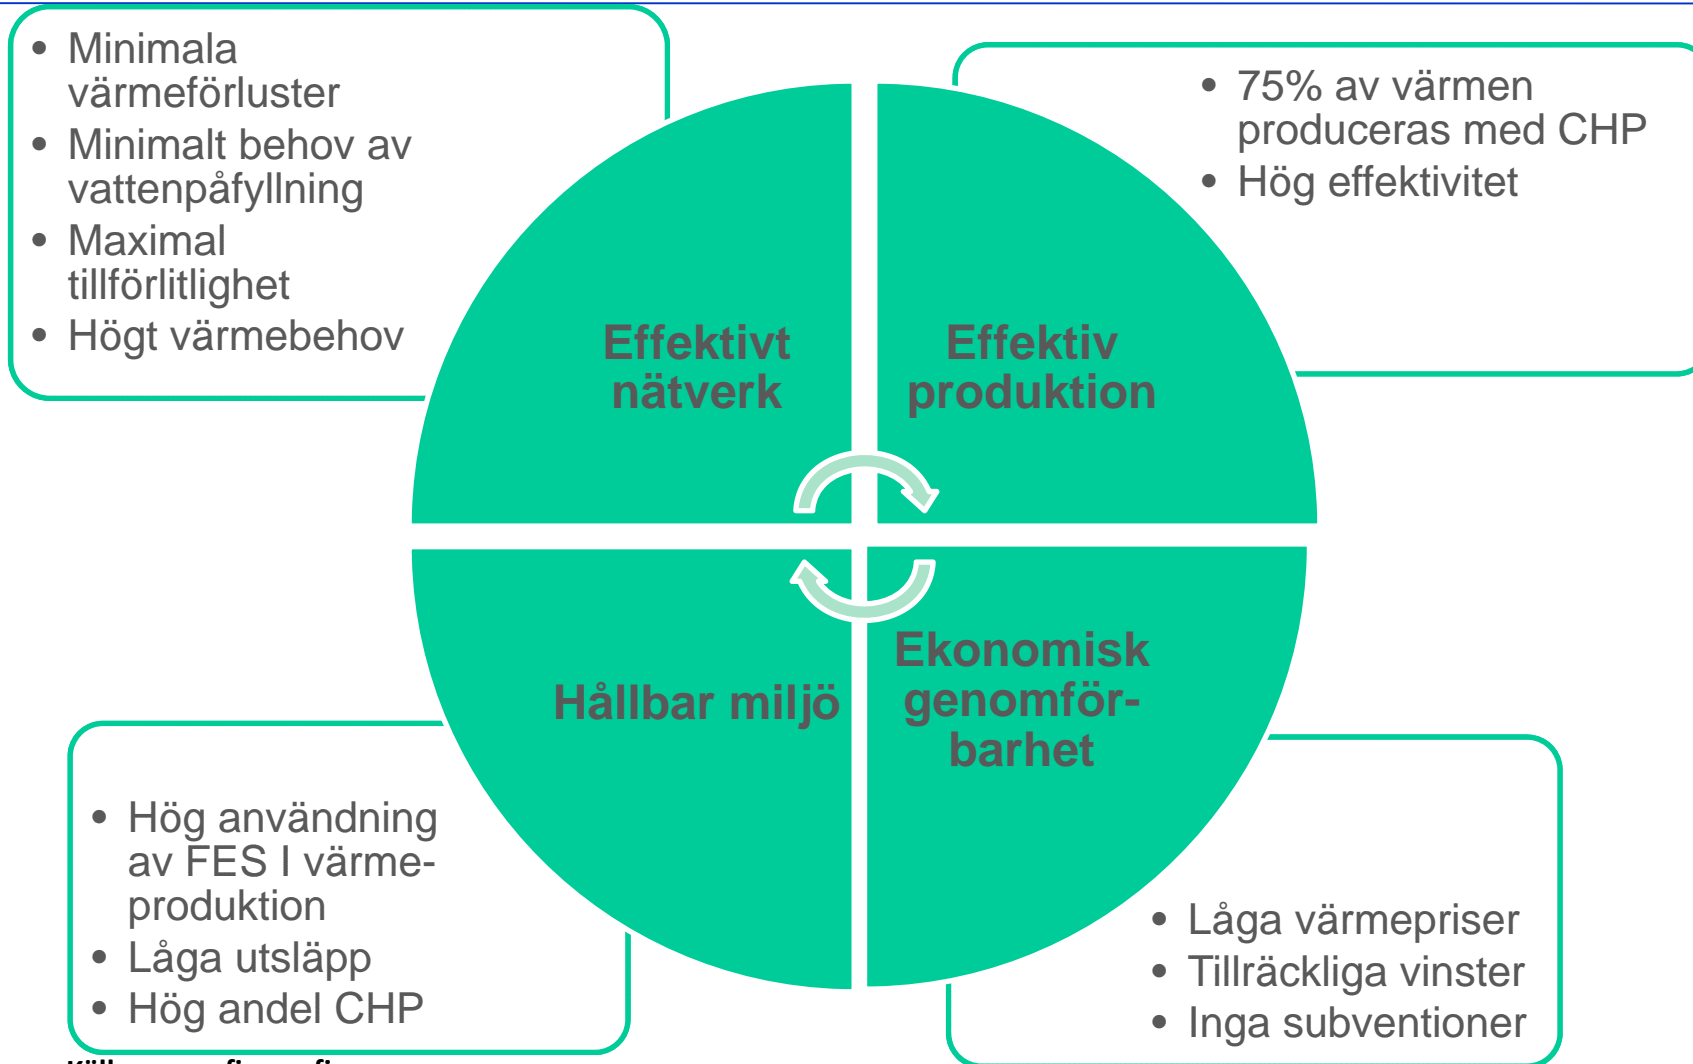 • Minimala
värmeförluster
• Minimalt behov av
vattenpåfyllning
• Maximal
tillförlitlighet
• Högt värmebehov
• 75% av värmen
produceras med CHP
• Hög effektivitet
Effektivt
nätverk
Effektiv
produktion
Hållbar miljö
Ekonomisk
genomför-
barhet
• Hög användning
av FES I värme-
produktion
• Låga utsläpp
• Hög andel CHP
• Låga värmepriser
• Tillräckliga vinster
• Inga subventioner